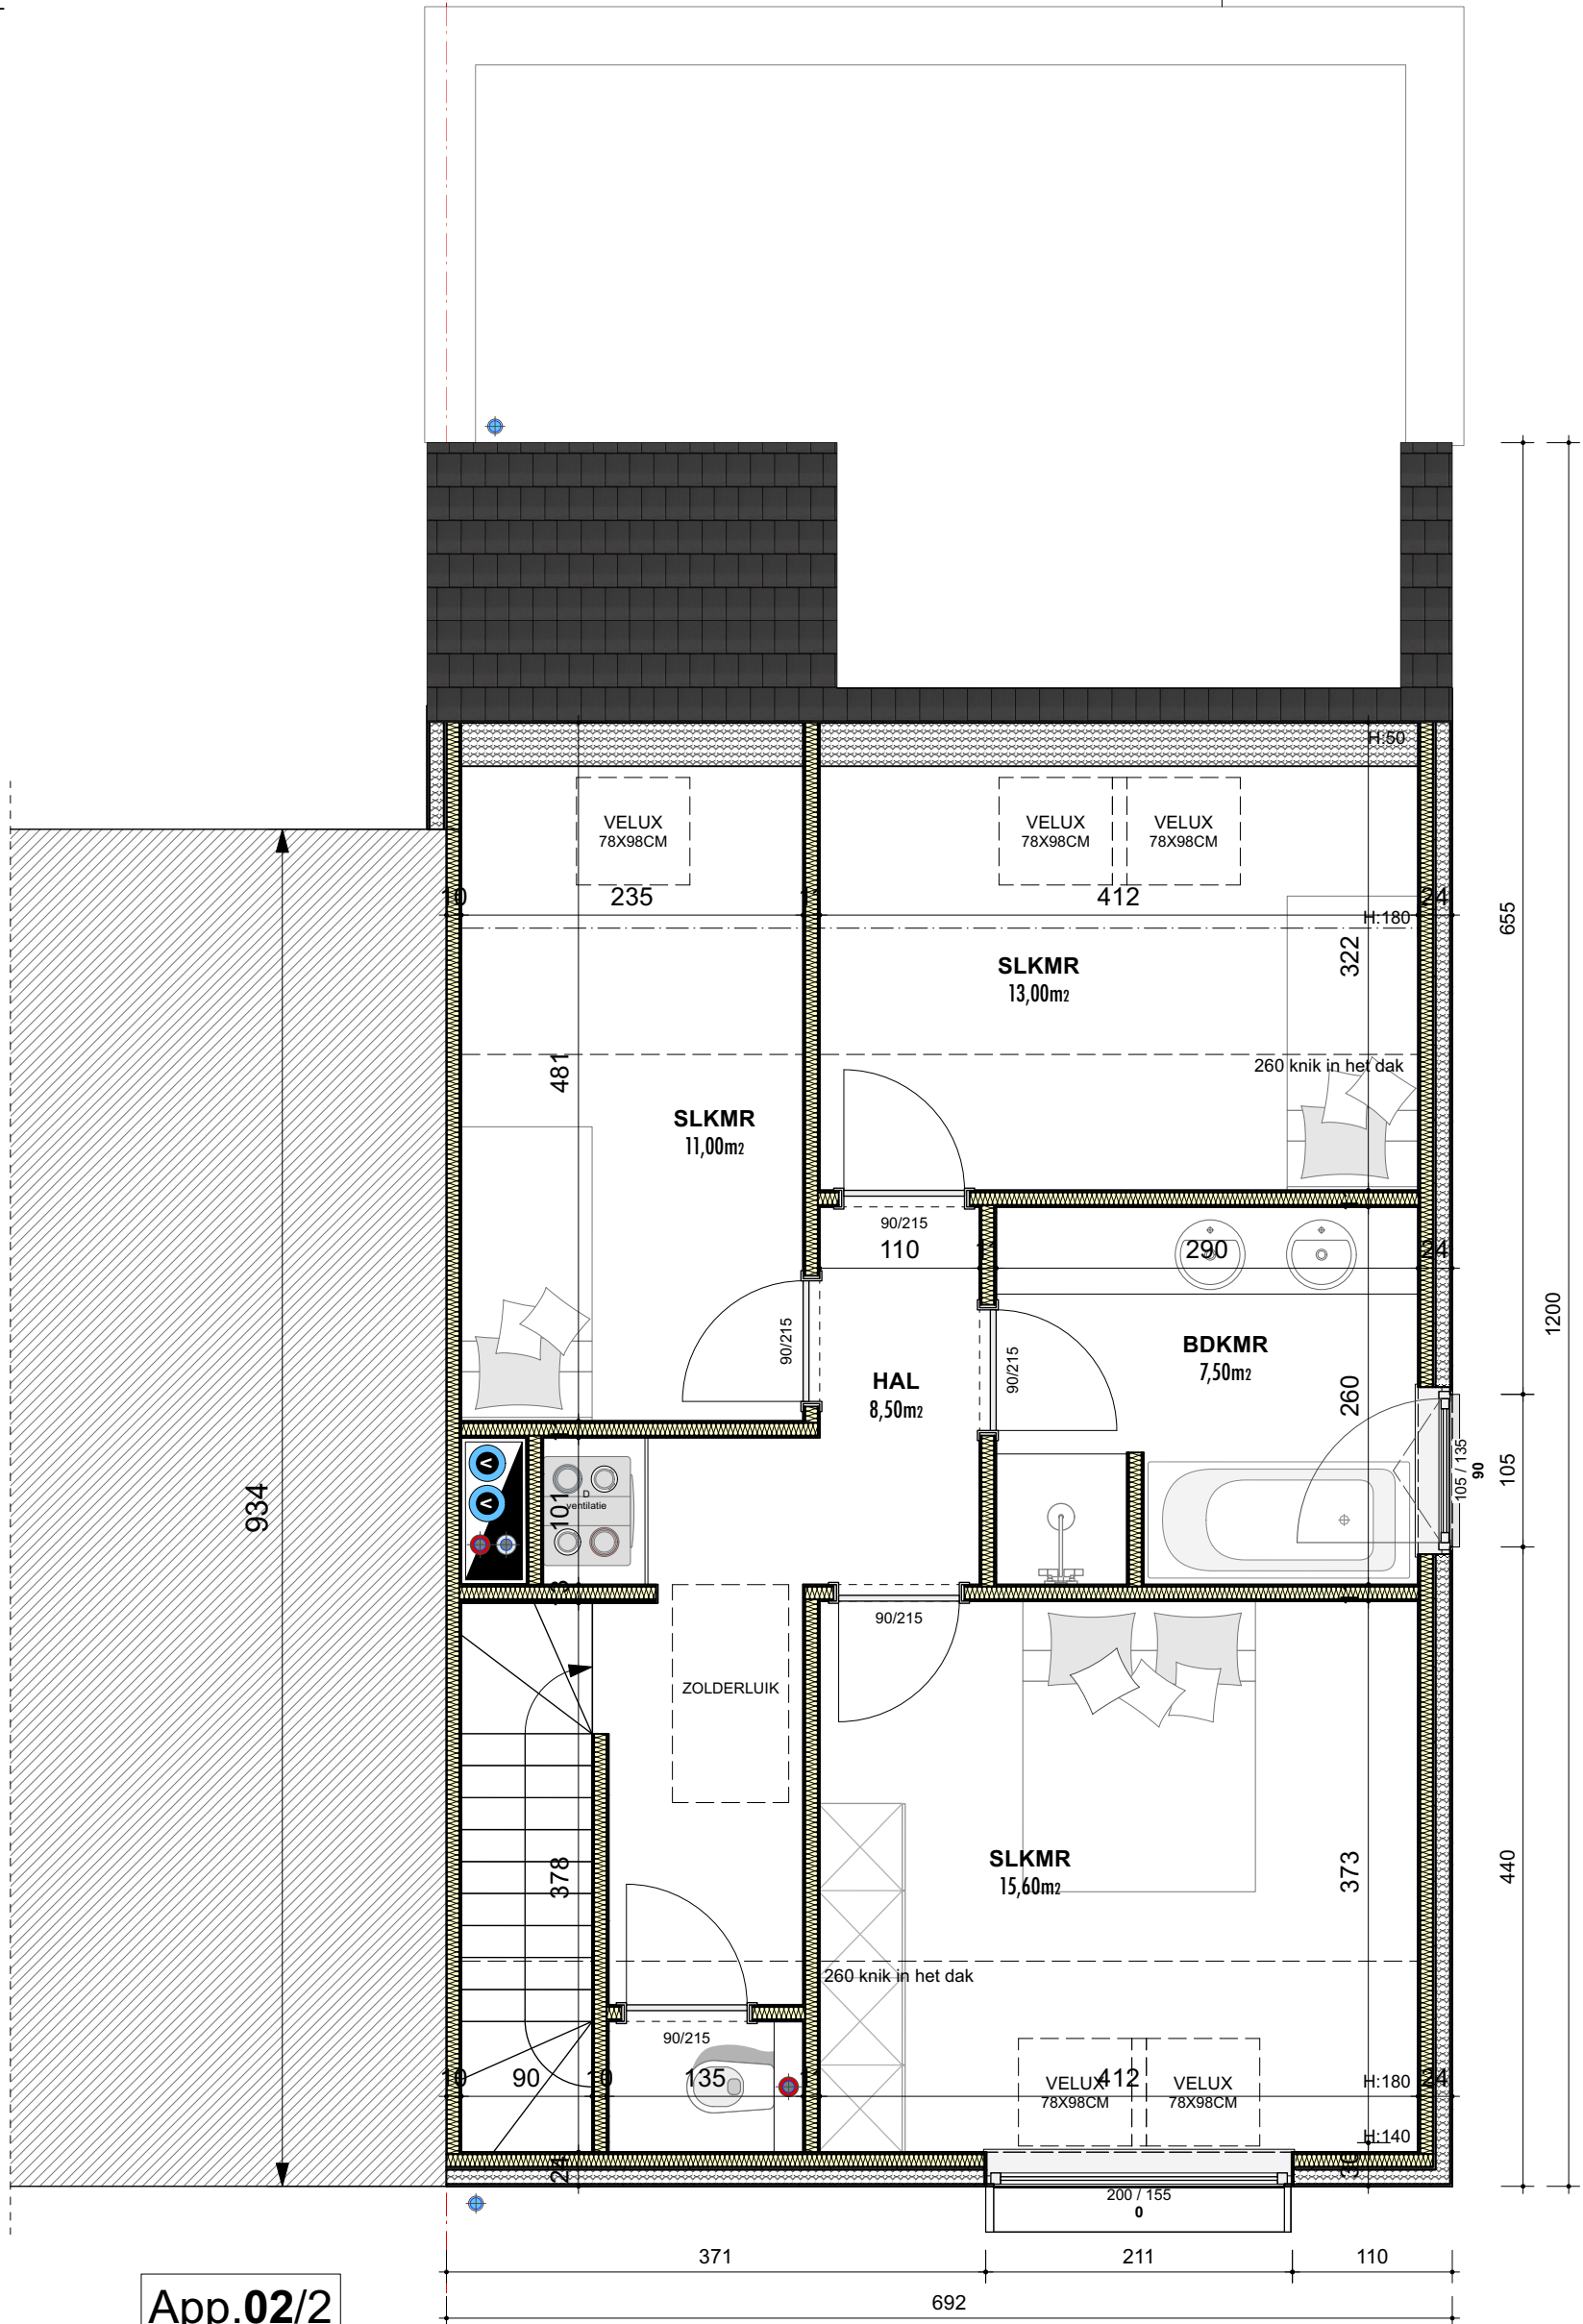 H:50
VELUX
78X98CM
VELUX
78X98CM
VELUX
78X98CM
10
235
412
24
H:180
655
322
SLKMR
13,00m2
481
260 knik in het dak
SLKMR
11,00m2
90/215
110
290
24
90/215
90/215
BDKMR
7,50m2
1200
HAL
8,50m2
260
105 / 135
90
105
934
V
V
D
ventilatie
101
90/215
ZOLDERLUIK
378
SLKMR
15,60m2
373
440
260 knik in het dak
90/215
10
90
10
135
412
24
VELUX
78X98CM
VELUX
78X98CM
H:180
H:140
24
30
200 / 155
0
371
211
110
692
App.02/2